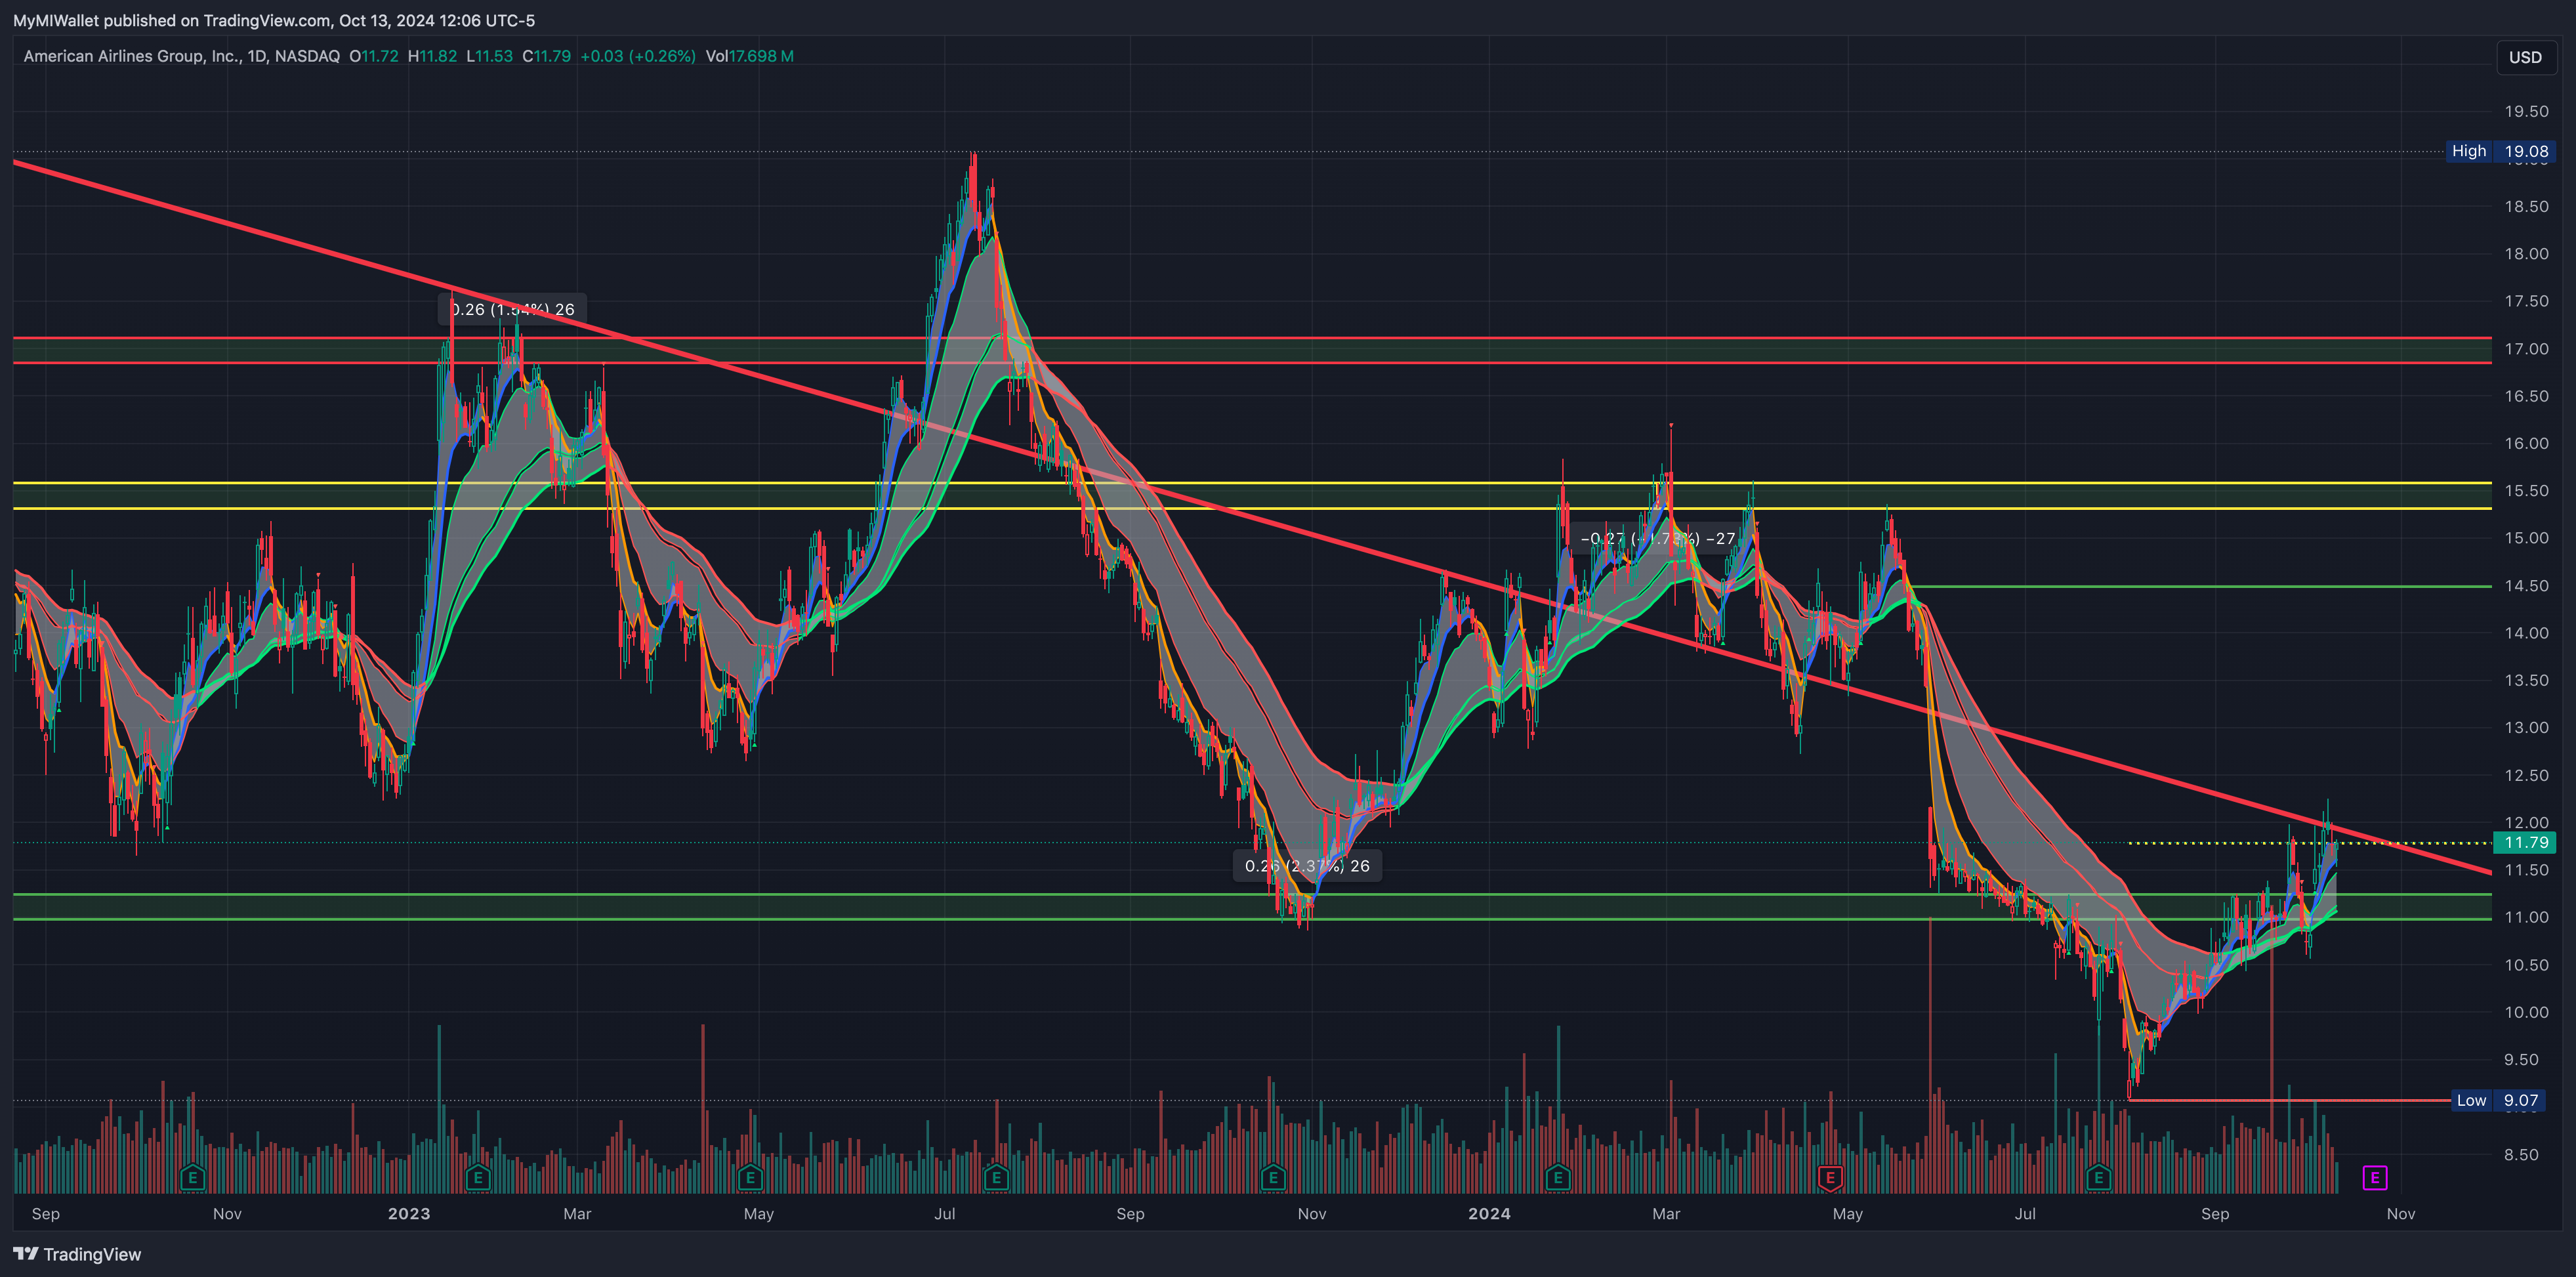 MyMIWallet published on TradingView.com, Oct 13, 2024 12:06 UTC-5
American Airlines Group, Inc., 1D, NASDAQ O11.72 H11.82 L11.53 C11.79 +0.03 (+0.26%) Vol17.698 M
USD
19.50
High 19.08
18.50
18.00
0.26 (1.54%) 26
17.50
17.00
16.50
16.00
15.50
−0.27 (−1.73%) −27
15.00
14.50
14.00
13.50
13.00
12.50
12.00
11.79
0.26 (2.37%) 26
11.50
11.00
10.50
10.00
9.50
Low 9.07
8.50
E E E E E E E E E
Sep Nov 2023 Mar May Jul Sep Nov 2024 Mar May Jul Sep Nov
TradingView